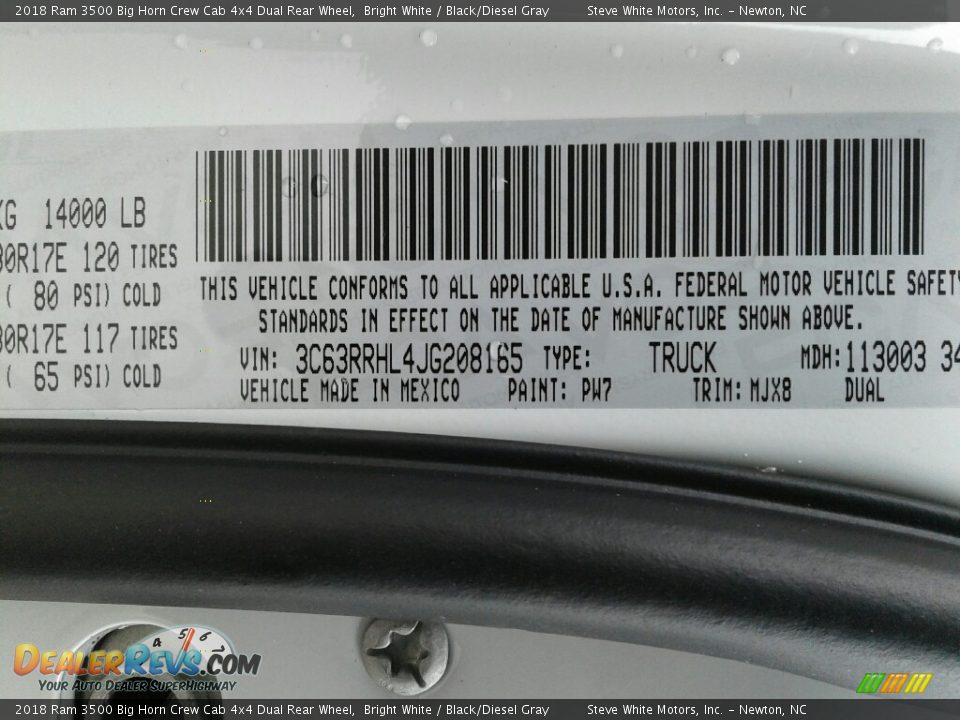 2018 Ram 3500 Big Horn Crew Cab 4x4 Dual Rear Wheel,  Bright White / Black/Diesel Gray          Steve White Motors, Inc. – Newton, NC
KG 14000 LB
80R17E 120 TIRES
( 80 PSI) COLD
80R17E 117 TIRES
( 65 PSI) COLD
THIS VEHICLE CONFORMS TO ALL APPLICABLE U.S.A. FEDERAL MOTOR VEHICLE SAFETY
STANDARDS IN EFFECT ON THE DATE OF MANUFACTURE SHOWN ABOVE.
VIN: 3C63RRHL4JG208165 TYPE: TRUCK MDH:113003 34
VEHICLE MADE IN MEXICO PAINT: PW7 TRIM: MJX8 DUAL
4 5 6
DEALERREVS.COM
YOUR AUTO DEALER SUPERHIGHWAY
2018 Ram 3500 Big Horn Crew Cab 4x4 Dual Rear Wheel,  Bright White / Black/Diesel Gray          Steve White Motors, Inc. – Newton, NC